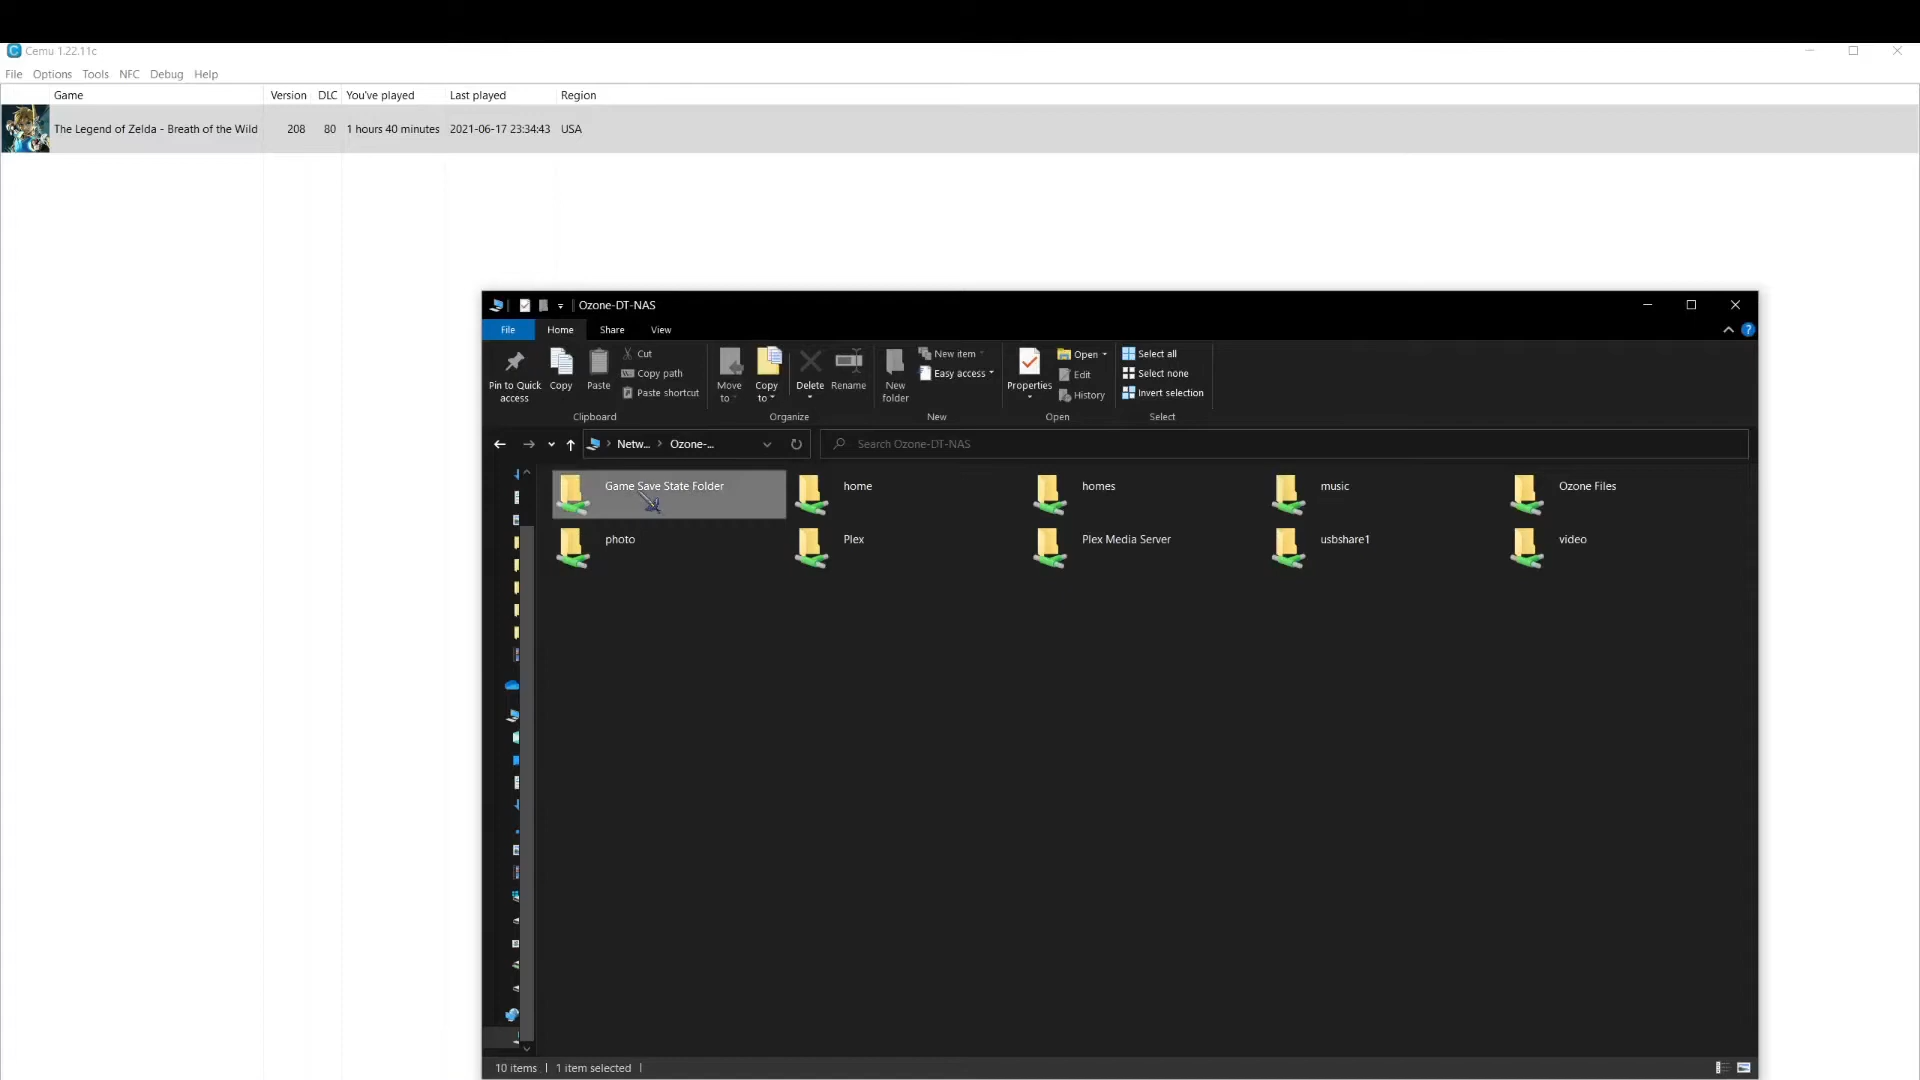 Cemu 1.22.11c
File Options Tools NFC Debug Help
Game Version DLC You've played Last played Region
The Legend of Zelda - Breath of the Wild 208 80 1 hours 40 minutes 2021-06-17 23:34:43 USA
Ozone-DT-NAS
File Home Share View
Pin to Quick access
Copy
Paste
Cut
Copy path
Paste shortcut
Clipboard
Move to
Copy to
Delete
Rename
Organize
New folder
New item
Easy access
New
Properties
Open
Edit
History
Open
Select all
Select none
Invert selection
Select
Netw... Ozone-...
Search Ozone-DT-NAS
Game Save State Folder home homes music Ozone Files
photo Plex Plex Media Server usbshare1 video
10 items 1 item selected